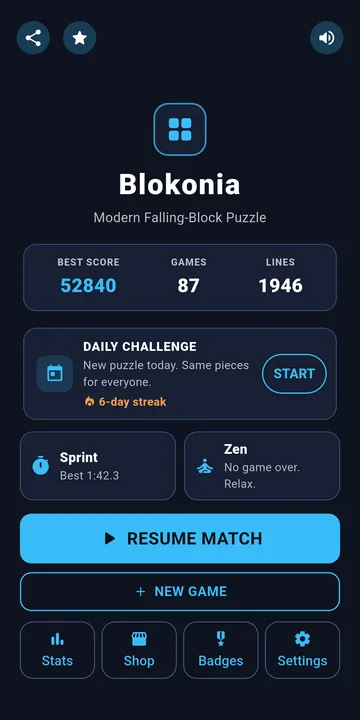 Blokonia
Modern Falling-Block Puzzle
BEST SCORE
52840
GAMES
87
LINES
1946
DAILY CHALLENGE
New puzzle today. Same pieces
for everyone.
6-day streak
START
Sprint
Best 1:42.3
Zen
No game over.
Relax.
RESUME MATCH
+ NEW GAME
Stats
Shop
Badges
Settings